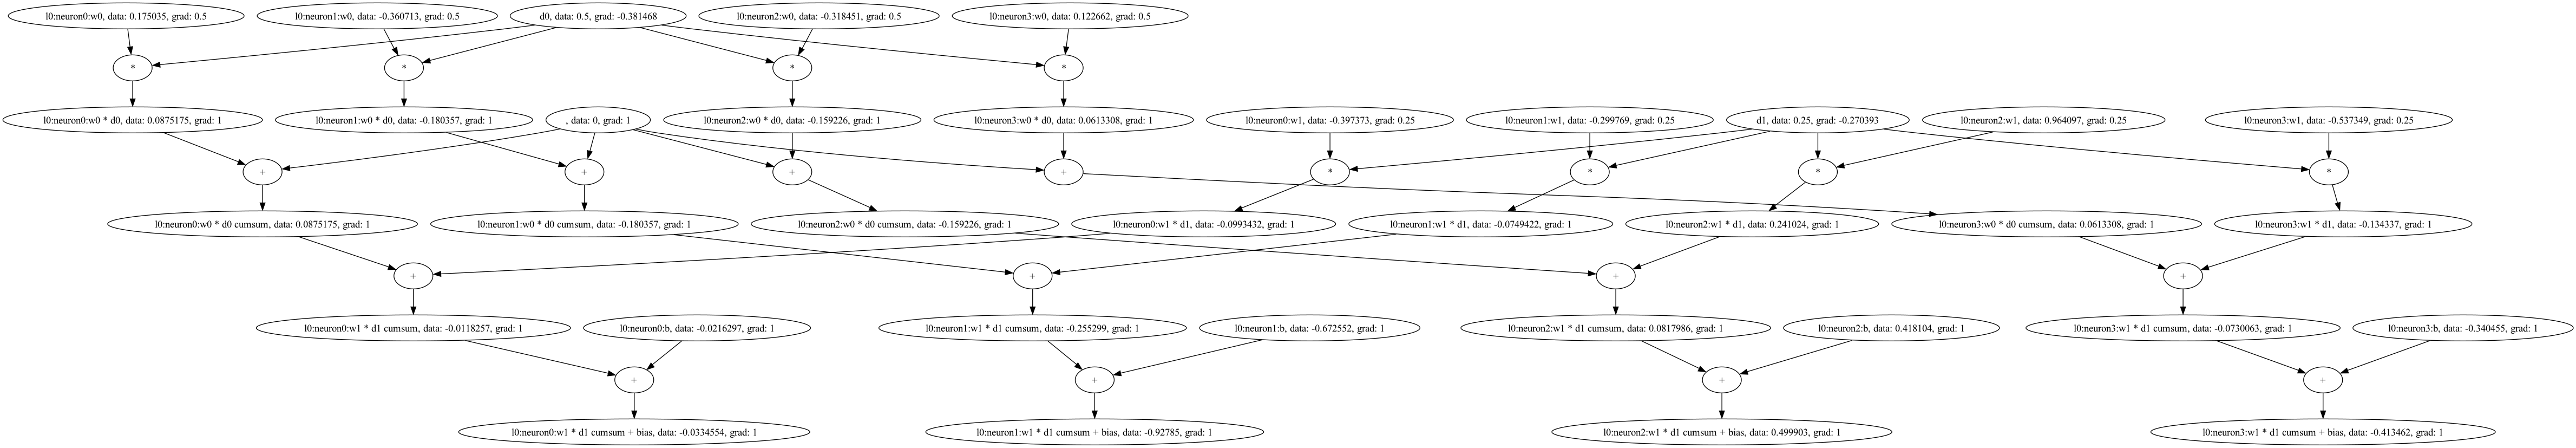 l0:neuron0:w0, data: 0.175035, grad: 0.5
l0:neuron1:w0, data: -0.360713, grad: 0.5
d0, data: 0.5, grad: -0.381468
l0:neuron2:w0, data: -0.318451, grad: 0.5
l0:neuron3:w0, data: 0.122662, grad: 0.5
*
*
*
*
l0:neuron0:w0 * d0, data: 0.0875175, grad: 1
l0:neuron1:w0 * d0, data: -0.180357, grad: 1
, data: 0, grad: 1
l0:neuron2:w0 * d0, data: -0.159226, grad: 1
l0:neuron3:w0 * d0, data: 0.0613308, grad: 1
l0:neuron0:w1, data: -0.397373, grad: 0.25
l0:neuron1:w1, data: -0.299769, grad: 0.25
d1, data: 0.25, grad: -0.270393
l0:neuron2:w1, data: 0.964097, grad: 0.25
l0:neuron3:w1, data: -0.537349, grad: 0.25
+
+
+
+
*
*
*
*
l0:neuron0:w0 * d0 cumsum, data: 0.0875175, grad: 1
l0:neuron1:w0 * d0 cumsum, data: -0.180357, grad: 1
l0:neuron2:w0 * d0 cumsum, data: -0.159226, grad: 1
l0:neuron0:w1 * d1, data: -0.0993432, grad: 1
l0:neuron1:w1 * d1, data: -0.0749422, grad: 1
l0:neuron2:w1 * d1, data: 0.241024, grad: 1
l0:neuron3:w0 * d0 cumsum, data: 0.0613308, grad: 1
l0:neuron3:w1 * d1, data: -0.134337, grad: 1
+
+
+
+
l0:neuron0:w1 * d1 cumsum, data: -0.0118257, grad: 1
l0:neuron0:b, data: -0.0216297, grad: 1
l0:neuron1:w1 * d1 cumsum, data: -0.255299, grad: 1
l0:neuron1:b, data: -0.672552, grad: 1
l0:neuron2:w1 * d1 cumsum, data: 0.0817986, grad: 1
l0:neuron2:b, data: 0.418104, grad: 1
l0:neuron3:w1 * d1 cumsum, data: -0.0730063, grad: 1
l0:neuron3:b, data: -0.340455, grad: 1
+
+
+
+
l0:neuron0:w1 * d1 cumsum + bias, data: -0.0334554, grad: 1
l0:neuron1:w1 * d1 cumsum + bias, data: -0.92785, grad: 1
l0:neuron2:w1 * d1 cumsum + bias, data: 0.499903, grad: 1
l0:neuron3:w1 * d1 cumsum + bias, data: -0.413462, grad: 1